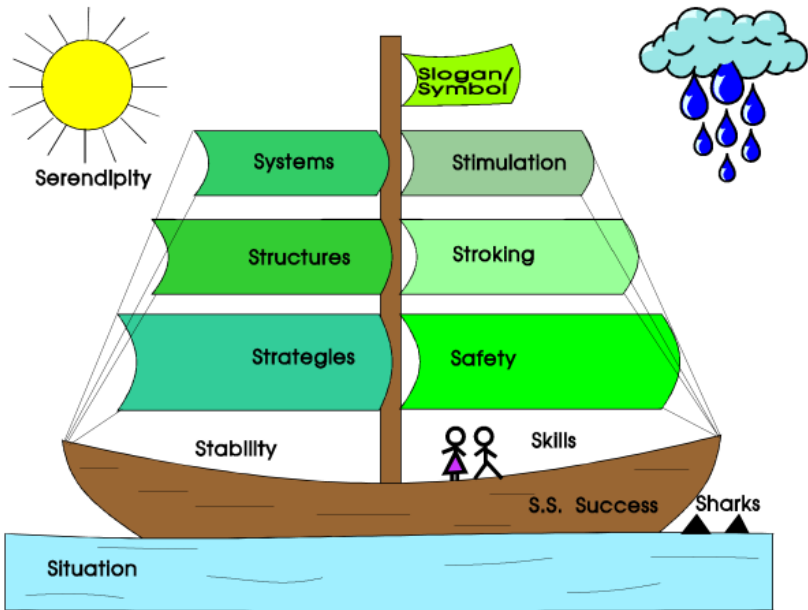 Slogan/
Symbol
Serendipity
Systems
Stimulation
Structures
Stroking
Strategies
Safety
Stability
Skills
S.S. Success
Sharks
Situation